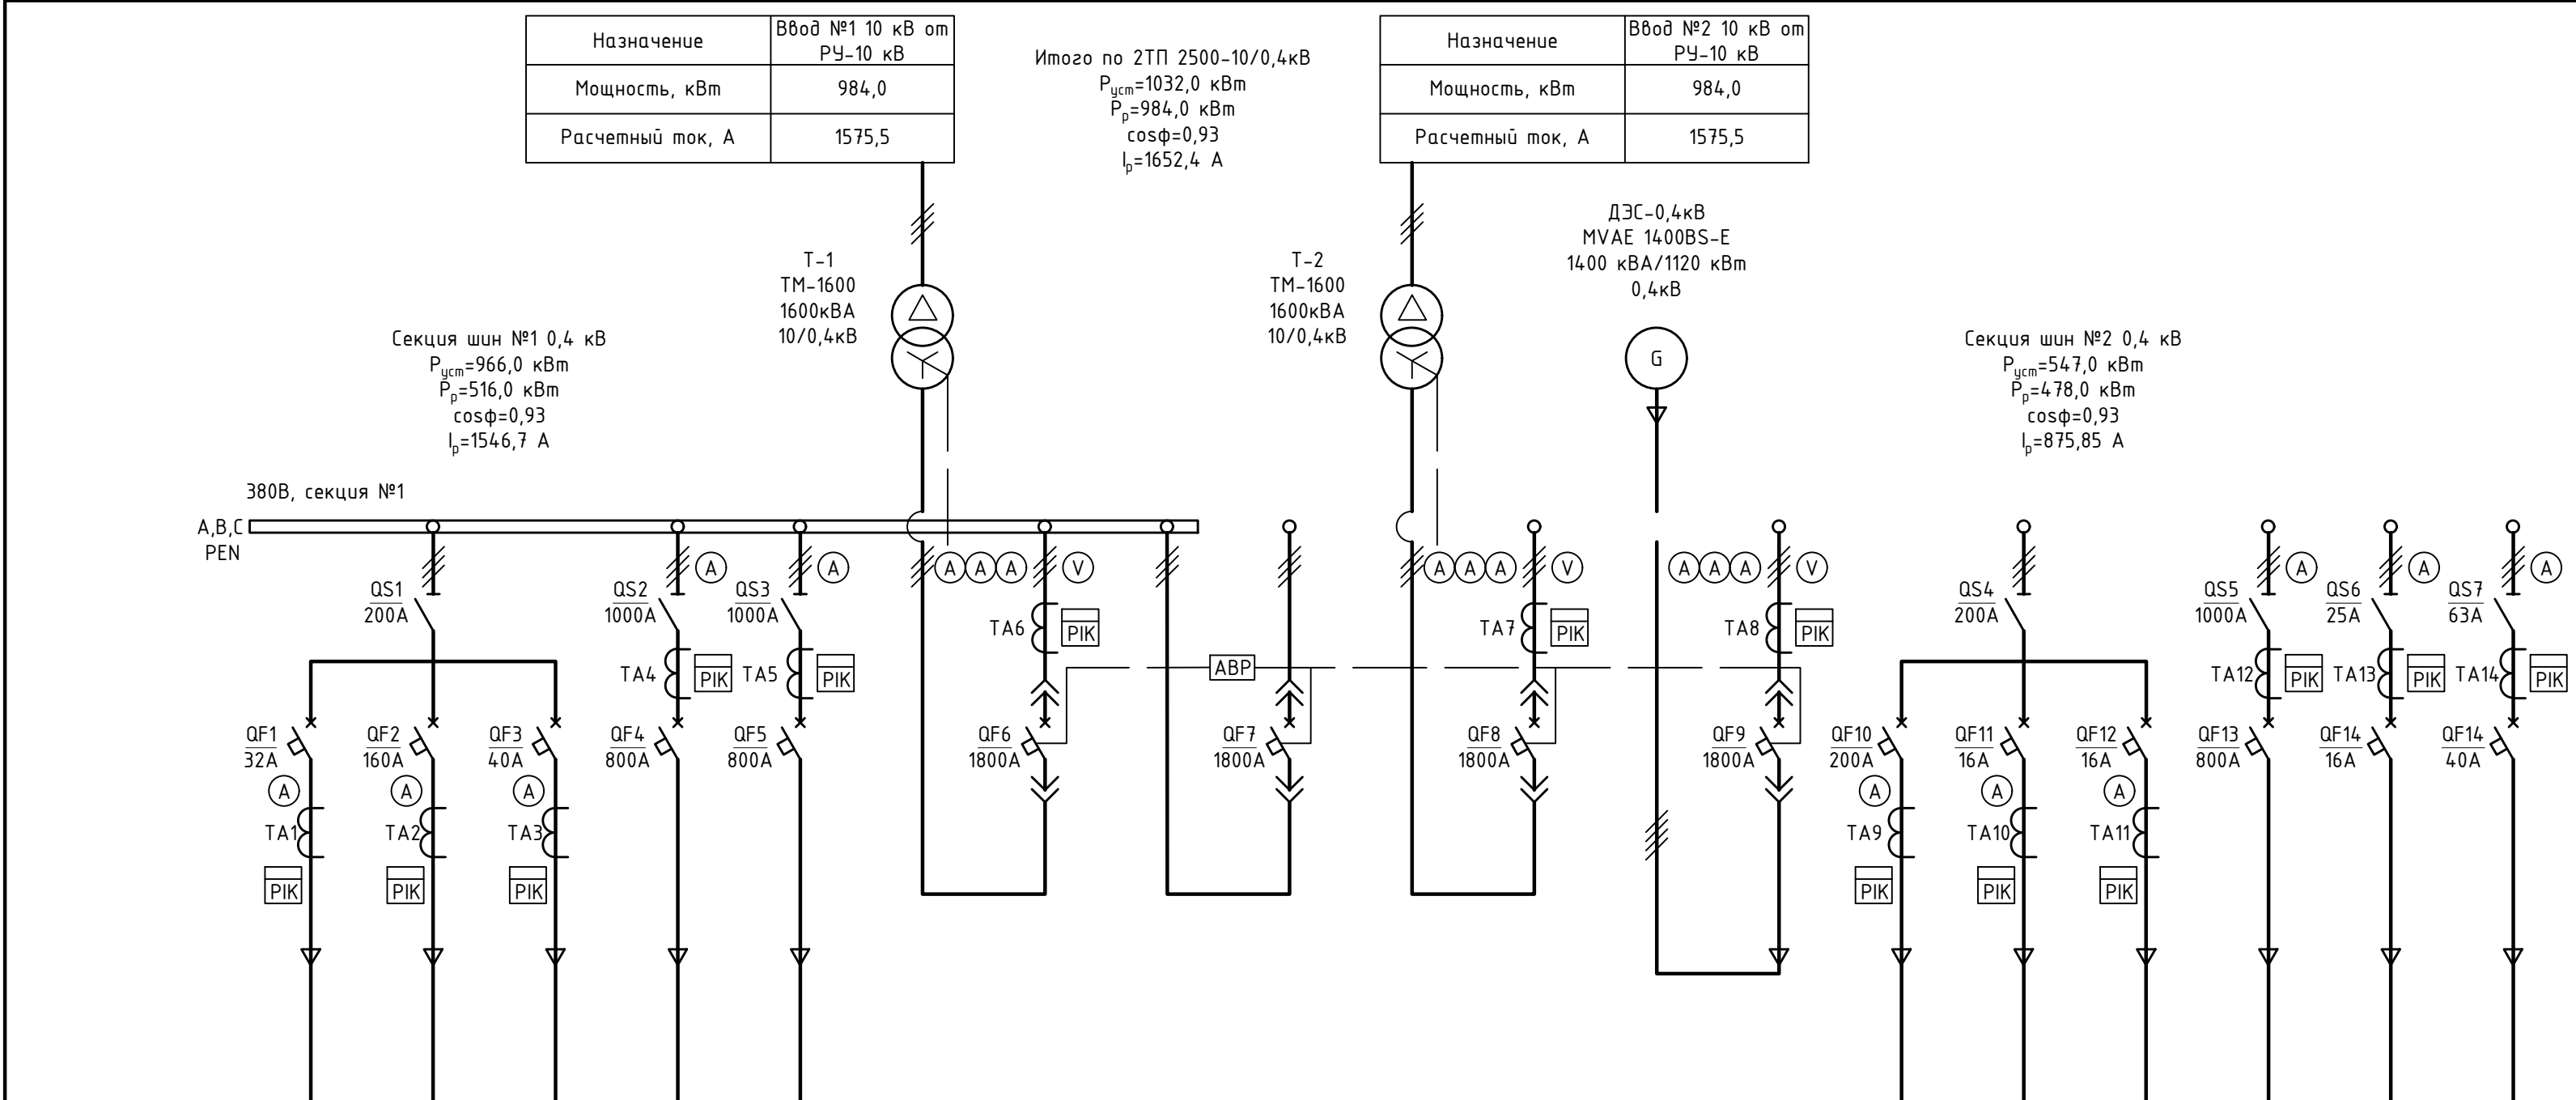 Назначение
Ввод №1 10 кВ от
РУ-10 кВ
Мощность, кВт
984,0
Расчетный ток, А
1575,5
Итого по 2ТП 2500-10/0,4кВ
Pуст=1032,0 кВт
Pр=984,0 кВт
cosφ=0,93
Iр=1652,4 А
Назначение
Ввод №2 10 кВ от
РУ-10 кВ
Мощность, кВт
984,0
Расчетный ток, А
1575,5
Т-1
ТМ-1600
1600кВА
10/0,4кВ
Т-2
ТМ-1600
1600кВА
10/0,4кВ
ДЭС-0,4кВ
MVAE 1400BS-E
1400 кВА/1120 кВт
0,4кВ
G
Секция шин №1 0,4 кВ
Pуст=966,0 кВт
Pр=516,0 кВт
cosφ=0,93
Iр=1546,7 А
Секция шин №2 0,4 кВ
Pуст=547,0 кВт
Pр=478,0 кВт
cosφ=0,93
Iр=875,85 А
380В, секция №1
A,B,C
PEN
A A A A A V A A A V A A A V A A A
QS1
200А
QS2
1000А
QS3
1000А
QS4
200А
QS5
1000А
QS6
25А
QS7
63А
TA6 PIK
TA7 PIK
TA8 PIK
TA4 PIK
TA5 PIK
АВР
TA12 PIK
TA13 PIK
TA14 PIK
QF1
32А
QF2
160А
QF3
40А
QF4
800А
QF5
800А
QF6
1800А
QF7
1800А
QF8
1800А
QF9
1800А
QF10
200А
QF11
16А
QF12
16А
QF13
800А
QF14
16А
QF14
40А
A A A A A A
TA1
TA2
TA3
TA9
TA10
TA11
PIK PIK PIK PIK PIK PIK